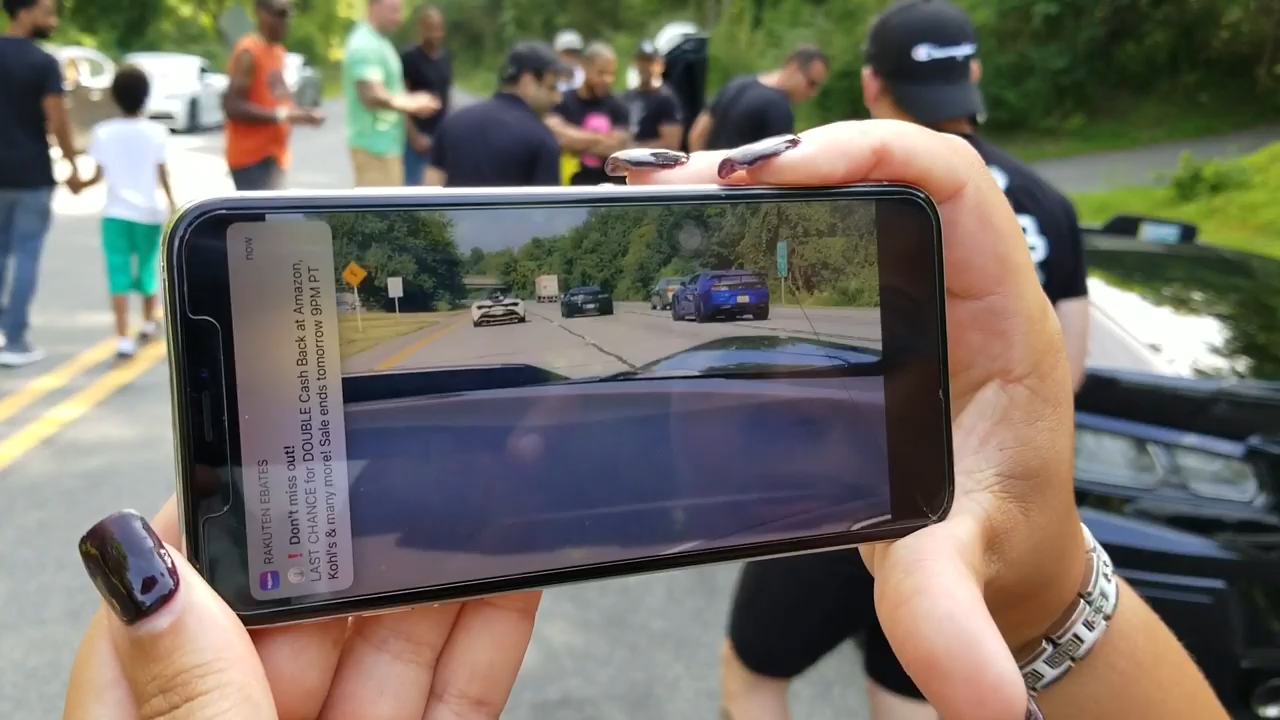 Champion
now
RAKUTEN EBATES
Don't miss out!
LAST CHANCE for DOUBLE Cash Back at Amazon,
Kohl's & many more! Sale ends tomorrow 9PM PT